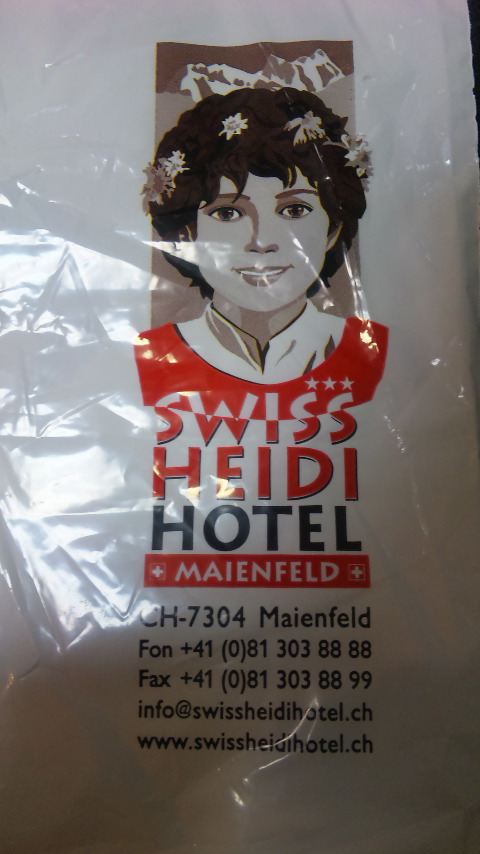 SWISS
HEIDI
HOTEL
MAIENFELD
CH-7304 Maienfeld
Fon +41 (0)81 303 88 88
Fax +41 (0)81 303 88 99
info@swissheidihotel.ch
www.swissheidihotel.ch